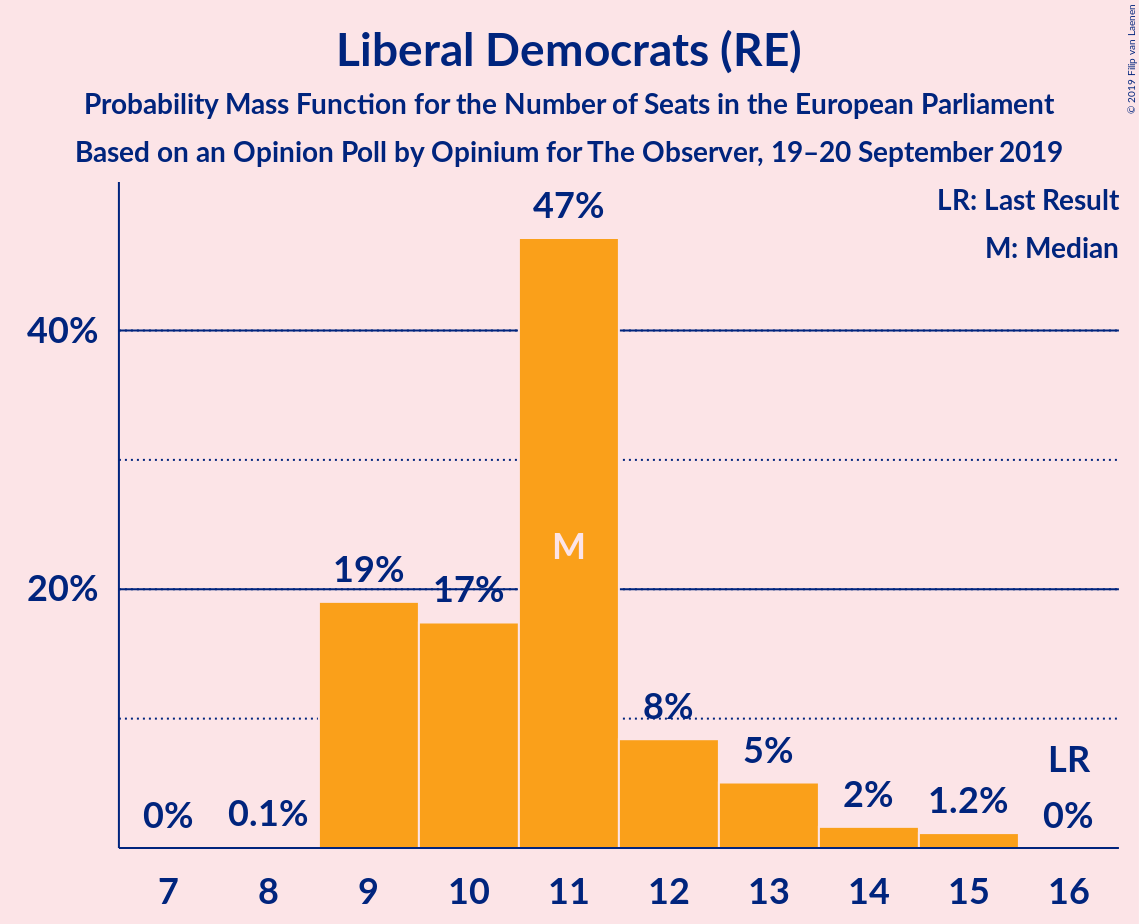 © 2019 Filip van Laenen
Liberal Democrats (RE)
Probability Mass Function for the Number of Seats in the European Parliament
Based on an Opinion Poll by Opinium for The Observer, 19–20 September 2019
LR: Last Result
M: Median
47%
40%
M
19%
17%
20%
8%
5%
LR
0%
0.1%
2%
1.2%
0%
7 8 9 10 11 12 13 14 15 16